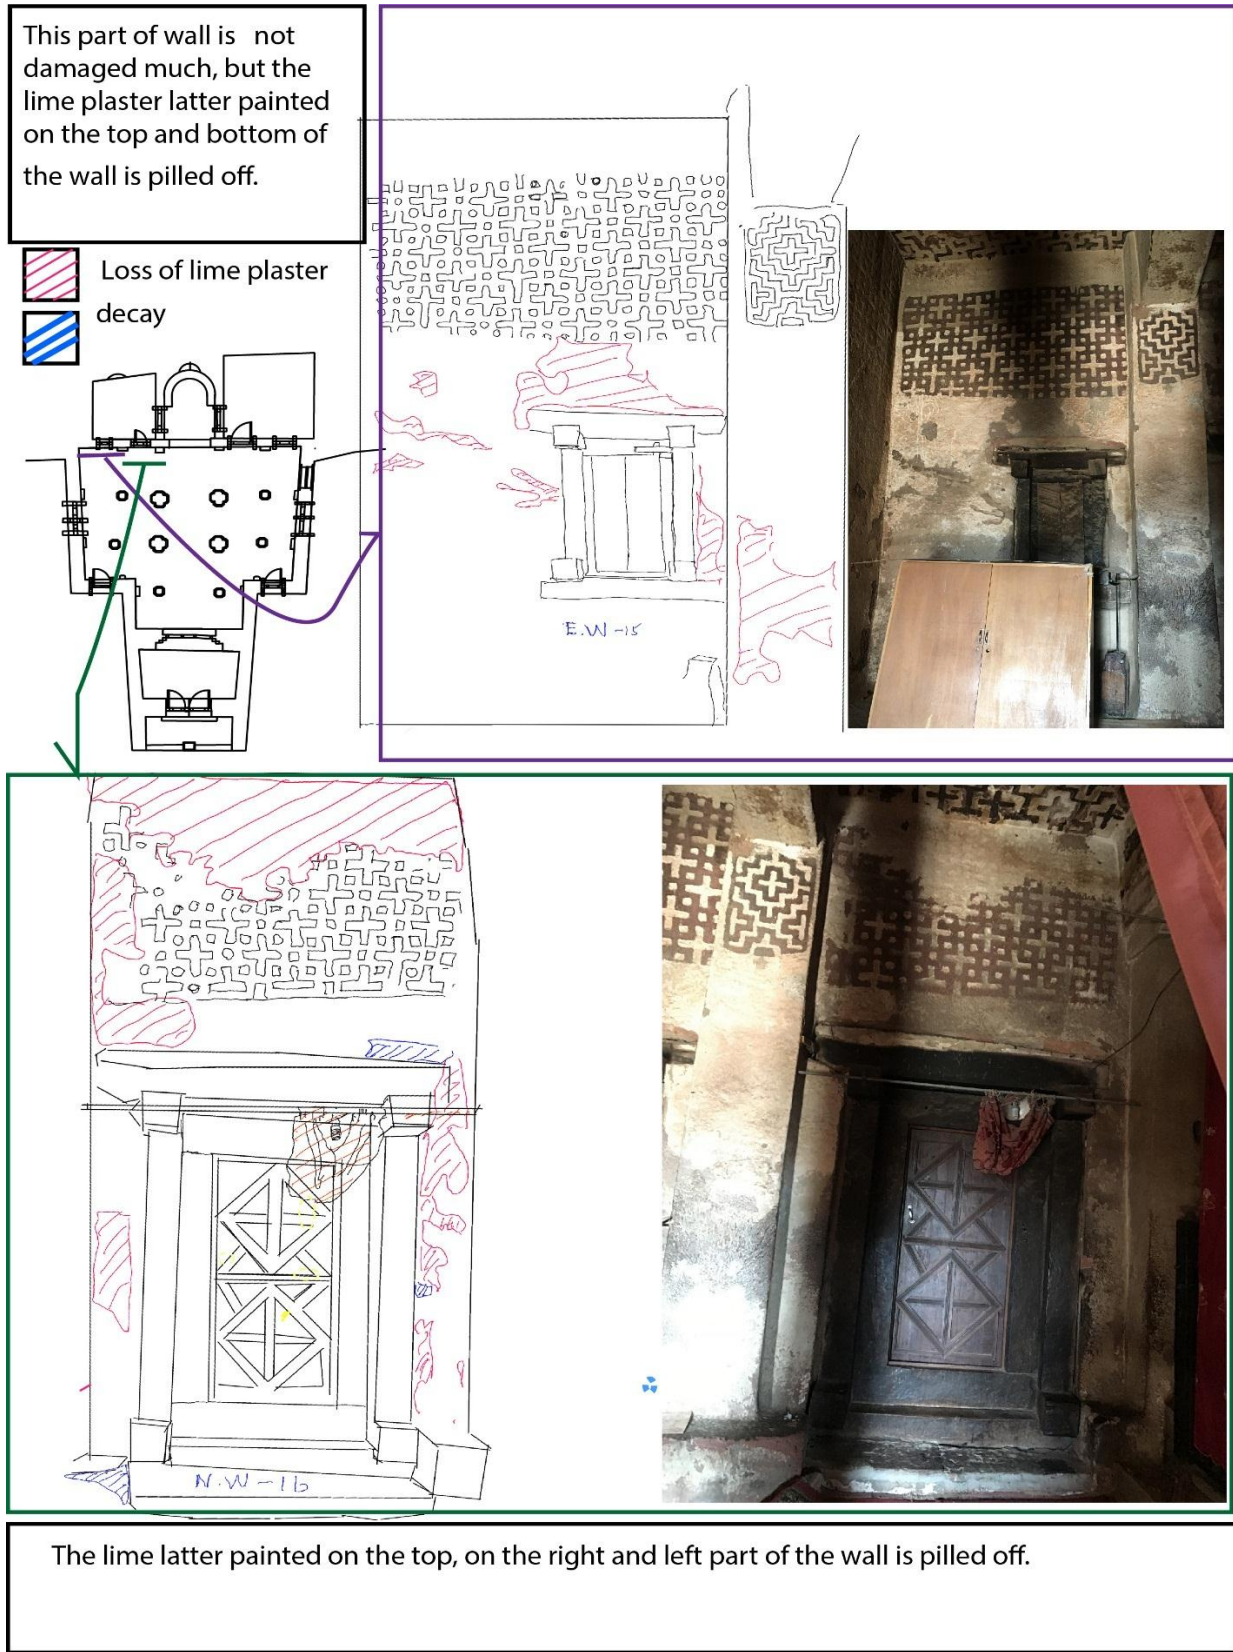 This part of wall is not
damaged much, but the
lime plaster latter painted
on the top and bottom of
the wall is pilled off.
Loss of lime plaster
decay
E.W-15
N.W-16
The lime latter painted on the top, on the right and left part of the wall is pilled off.